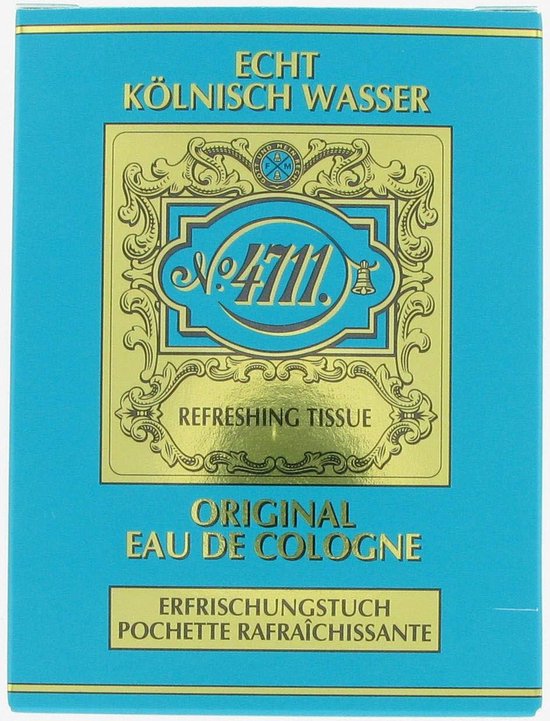 ECHT
KÖLNISCH WASSER
Nº 4711.
REFRESHING TISSUE
ORIGINAL
EAU DE COLOGNE
ERFRISCHUNGSTUCH
POCHETTE RAFRAÎCHISSANTE